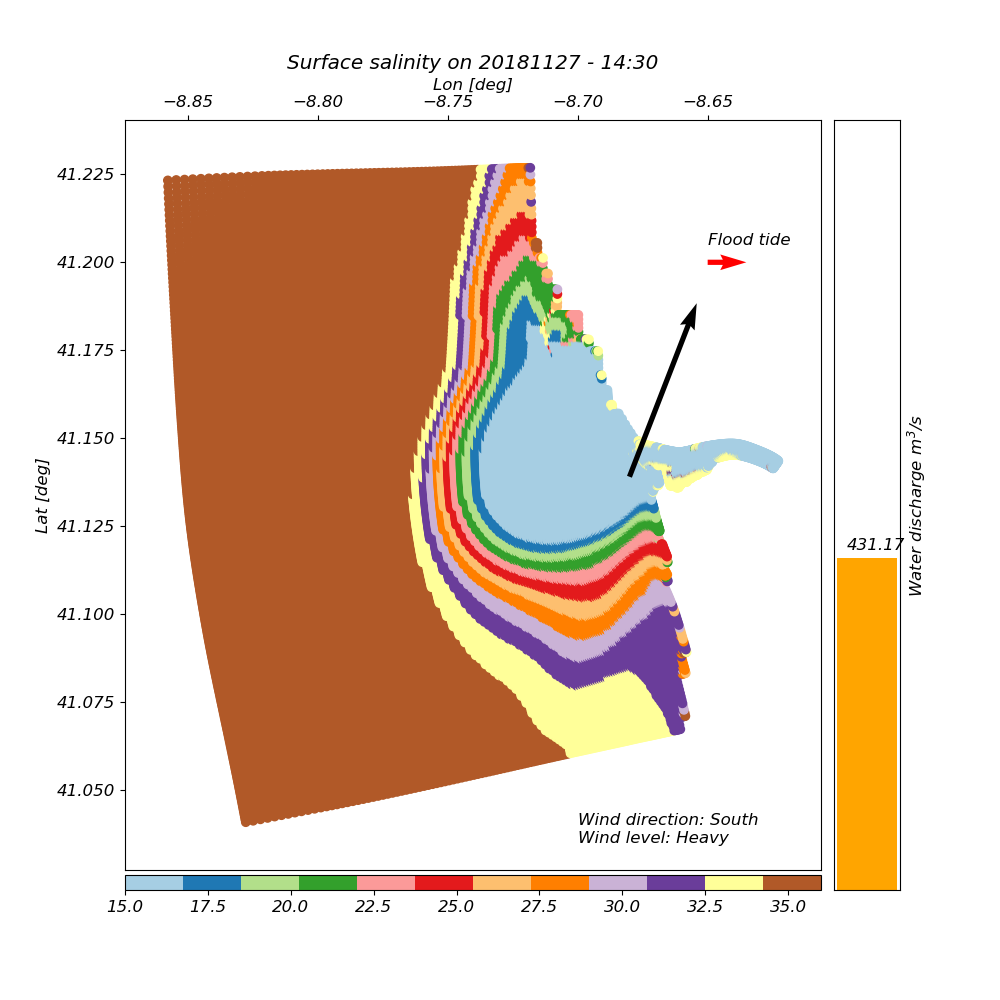 Surface salinity on 20181127 - 14:30
Lon [deg]
−8.85 −8.80 −8.75 −8.70 −8.65
41.225
41.200
41.175
41.150
41.125
41.100
41.075
41.050
Lat [deg]
Flood tide
Wind direction: South
Wind level: Heavy
431.17
Water discharge m³/s
15.0 17.5 20.0 22.5 25.0 27.5 30.0 32.5 35.0